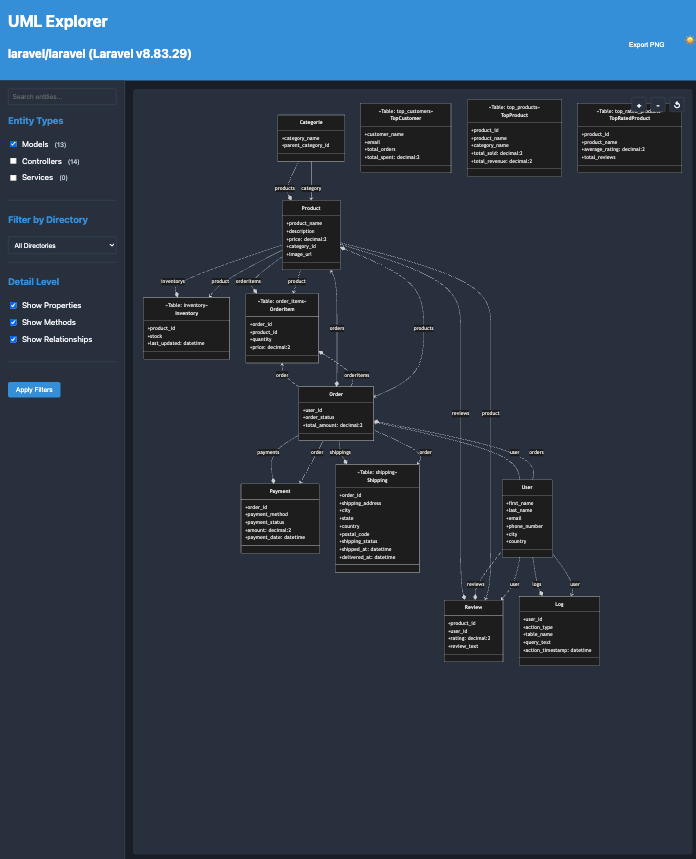 UML Explorer
laravel/laravel (Laravel v8.83.29)
Export PNG
Search entities...
Entity Types
Models (13)
Controllers (14)
Services (0)
Filter by Directory
All Directories
Detail Level
Show Properties
Show Methods
Show Relationships
Apply Filters
+
-
Categorie
+category_name
+parent_category_id
«Table: top_customers»
TopCustomer
+customer_name
+email
+total_orders
+total_spent: decimal:2
«Table: top_products»
TopProduct
+product_id
+product_name
+category_name
+total_sold: decimal:2
+total_revenue: decimal:2
TopRatedProduct
+product_id
+product_name
+average_rating: decimal:2
+total_reviews
products
category
Product
+product_name
+description
+price: decimal:2
+category_id
+image_url
inventorys
product
orderitems
product
«Table: inventory»
Inventory
+product_id
+stock
+last_updated: datetime
«Table: order_items»
OrderItem
+order_id
+product_id
+quantity
+price: decimal:2
orders
products
order
orderitems
Order
+user_id
+order_status
+total_amount: decimal:2
reviews
product
payments
order
shippings
order
user
orders
Payment
+order_id
+payment_method
+payment_status
+amount: decimal:2
+payment_date: datetime
«Table: shipping»
Shipping
+order_id
+shipping_address
+city
+state
+country
+postal_code
+shipping_status
+shipped_at: datetime
+delivered_at: datetime
User
+first_name
+last_name
+email
+phone_number
+city
+country
reviews
user
logs
user
Review
+product_id
+user_id
+rating: decimal:2
+review_text
Log
+user_id
+action_type
+table_name
+query_text
+action_timestamp: datetime